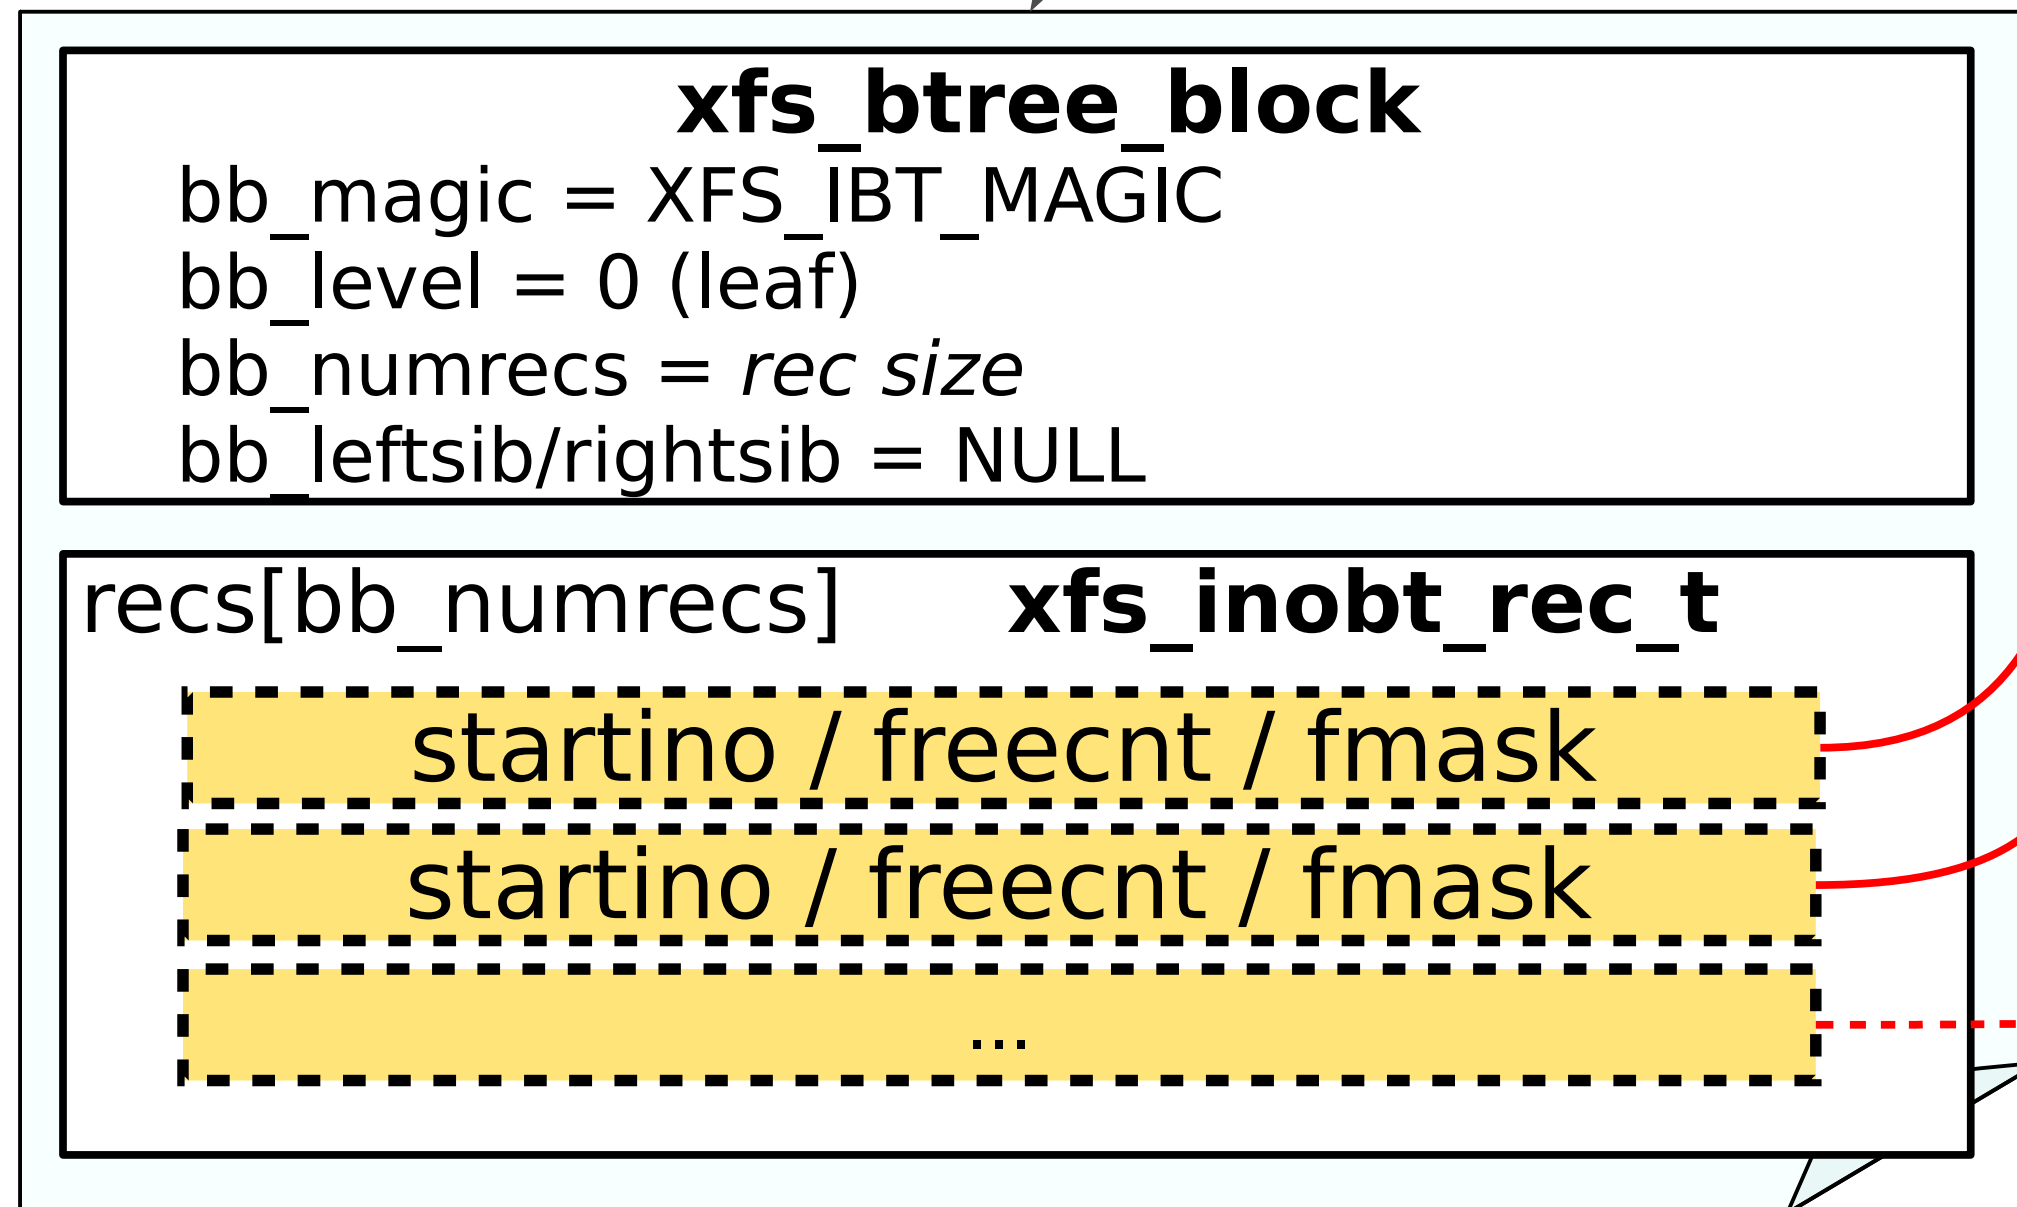 xfs_btree_block
bb_magic = XFS_IBT_MAGIC
bb_level = 0 (leaf)
bb_numrecs = rec size
bb_leftsib/rightsib = NULL
recs[bb_numrecs] xfs_inobt_rec_t
startino / freecnt / fmask
startino / freecnt / fmask
...